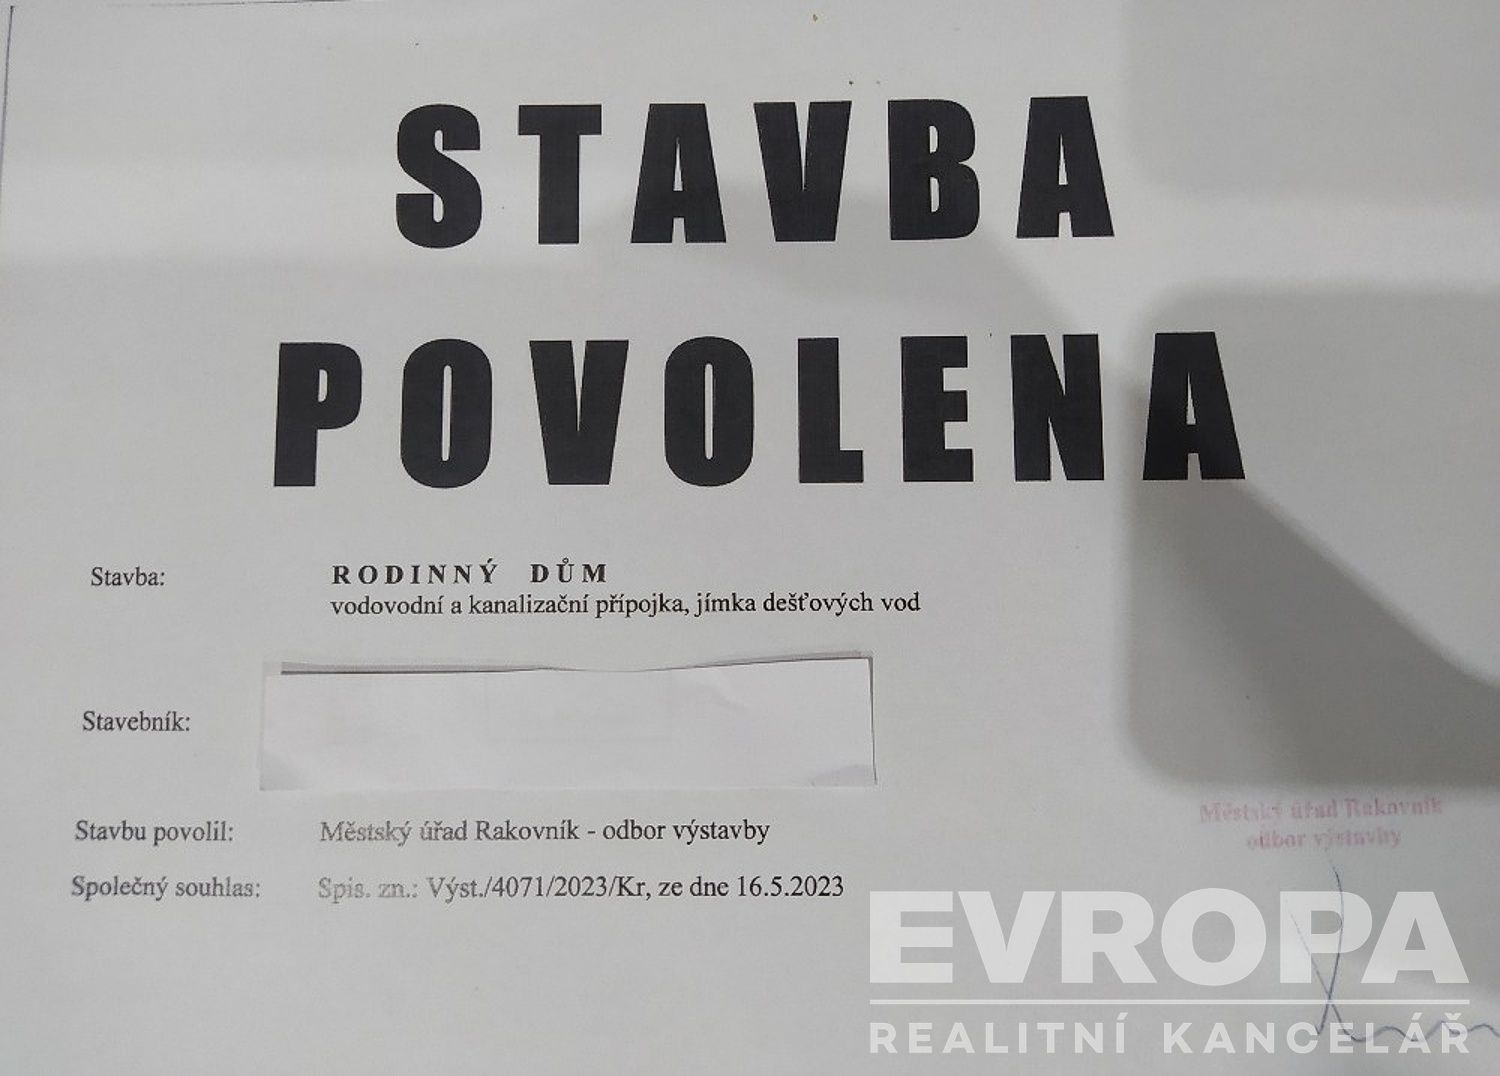 STAVBA
POVOLENA
Stavba: RODINNÝ DŮM
vodovodní a kanalizační přípojka, jímka dešťových vod
Stavebník:
Stavbu povolil: Městský úřad Rakovník - odbor výstavby
Společný souhlas: Spis. zn.: Výst./4071/2023/Kr, ze dne 16.5.2023
Městský úřad Rakovník
odbor výstavby
EVROPA
REALITNÍ KANCELÁŘ